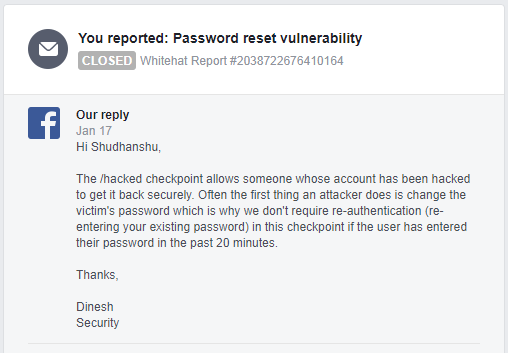 You reported: Password reset vulnerability
CLOSED Whitehat Report #2038722676410164
Our reply
Jan 17
Hi Shudhanshu,
The /hacked checkpoint allows someone whose account has been hacked
to get it back securely. Often the first thing an attacker does is change the
victim's password which is why we don't require re-authentication (re-
entering your existing password) in this checkpoint if the user has entered
their password in the past 20 minutes.
Thanks,
Dinesh
Security